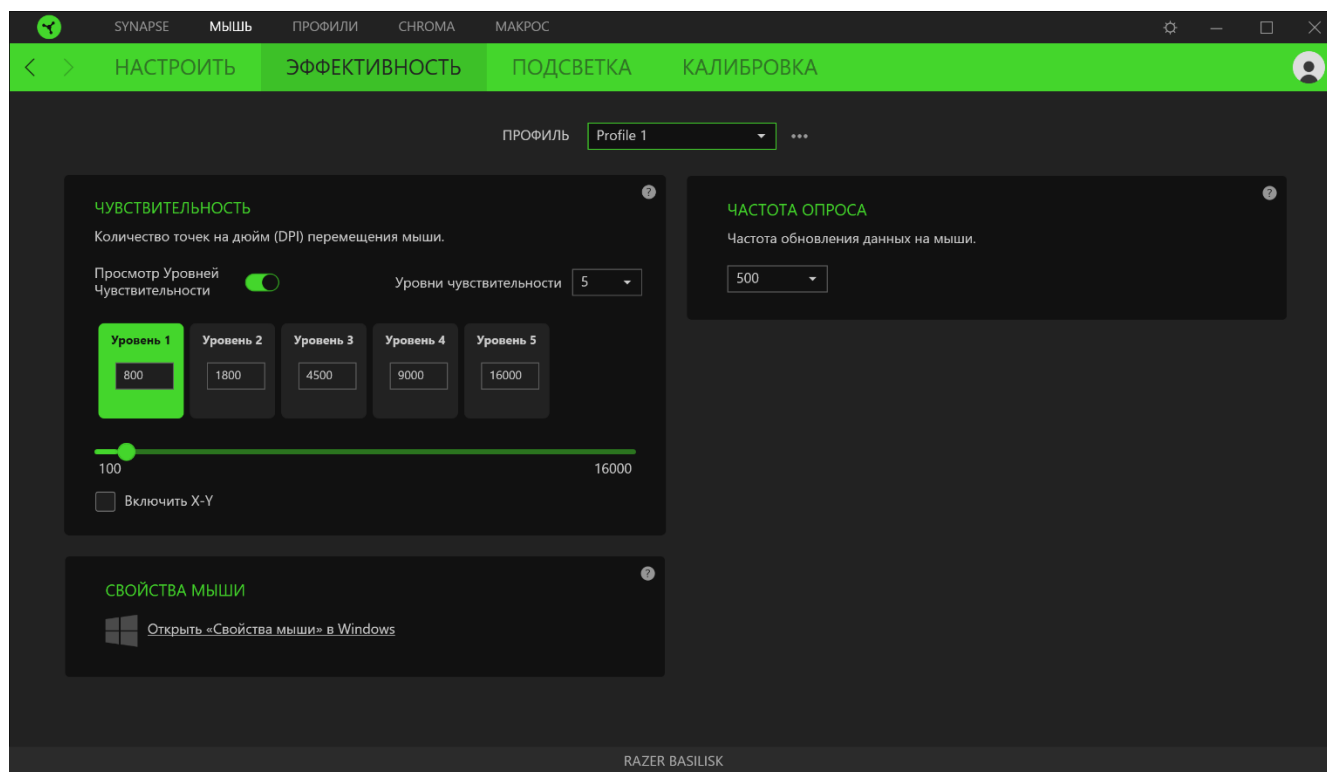 SYNAPSE МЫШЬ ПРОФИЛИ CHROMA МАКРОС
НАСТРОИТЬ ЭФФЕКТИВНОСТЬ ПОДСВЕТКА КАЛИБРОВКА
ПРОФИЛЬ Profile 1
ЧУВСТВИТЕЛЬНОСТЬ
Количество точек на дюйм (DPI) перемещения мыши.
Просмотр Уровней
Чувствительности
Уровни чувствительности 5
Уровень 1 Уровень 2 Уровень 3 Уровень 4 Уровень 5
800 1800 4500 9000 16000
100 16000
Включить X-Y
ЧАСТОТА ОПРОСА
Частота обновления данных на мыши.
500
СВОЙСТВА МЫШИ
Открыть «Свойства мыши» в Windows
RAZER BASILISK